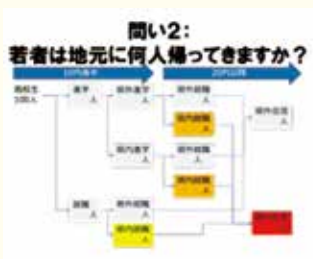 問い2:
若者は地元に何人帰ってきますか?
10代後半
20代以降
高校生
100人
進学
人
県外進学
人
県外就職
人
県内就職
人
県外在住
人
県内進学
人
県外就職
人
県内就職
人
就職
人
県外就職
人
県内就職
人